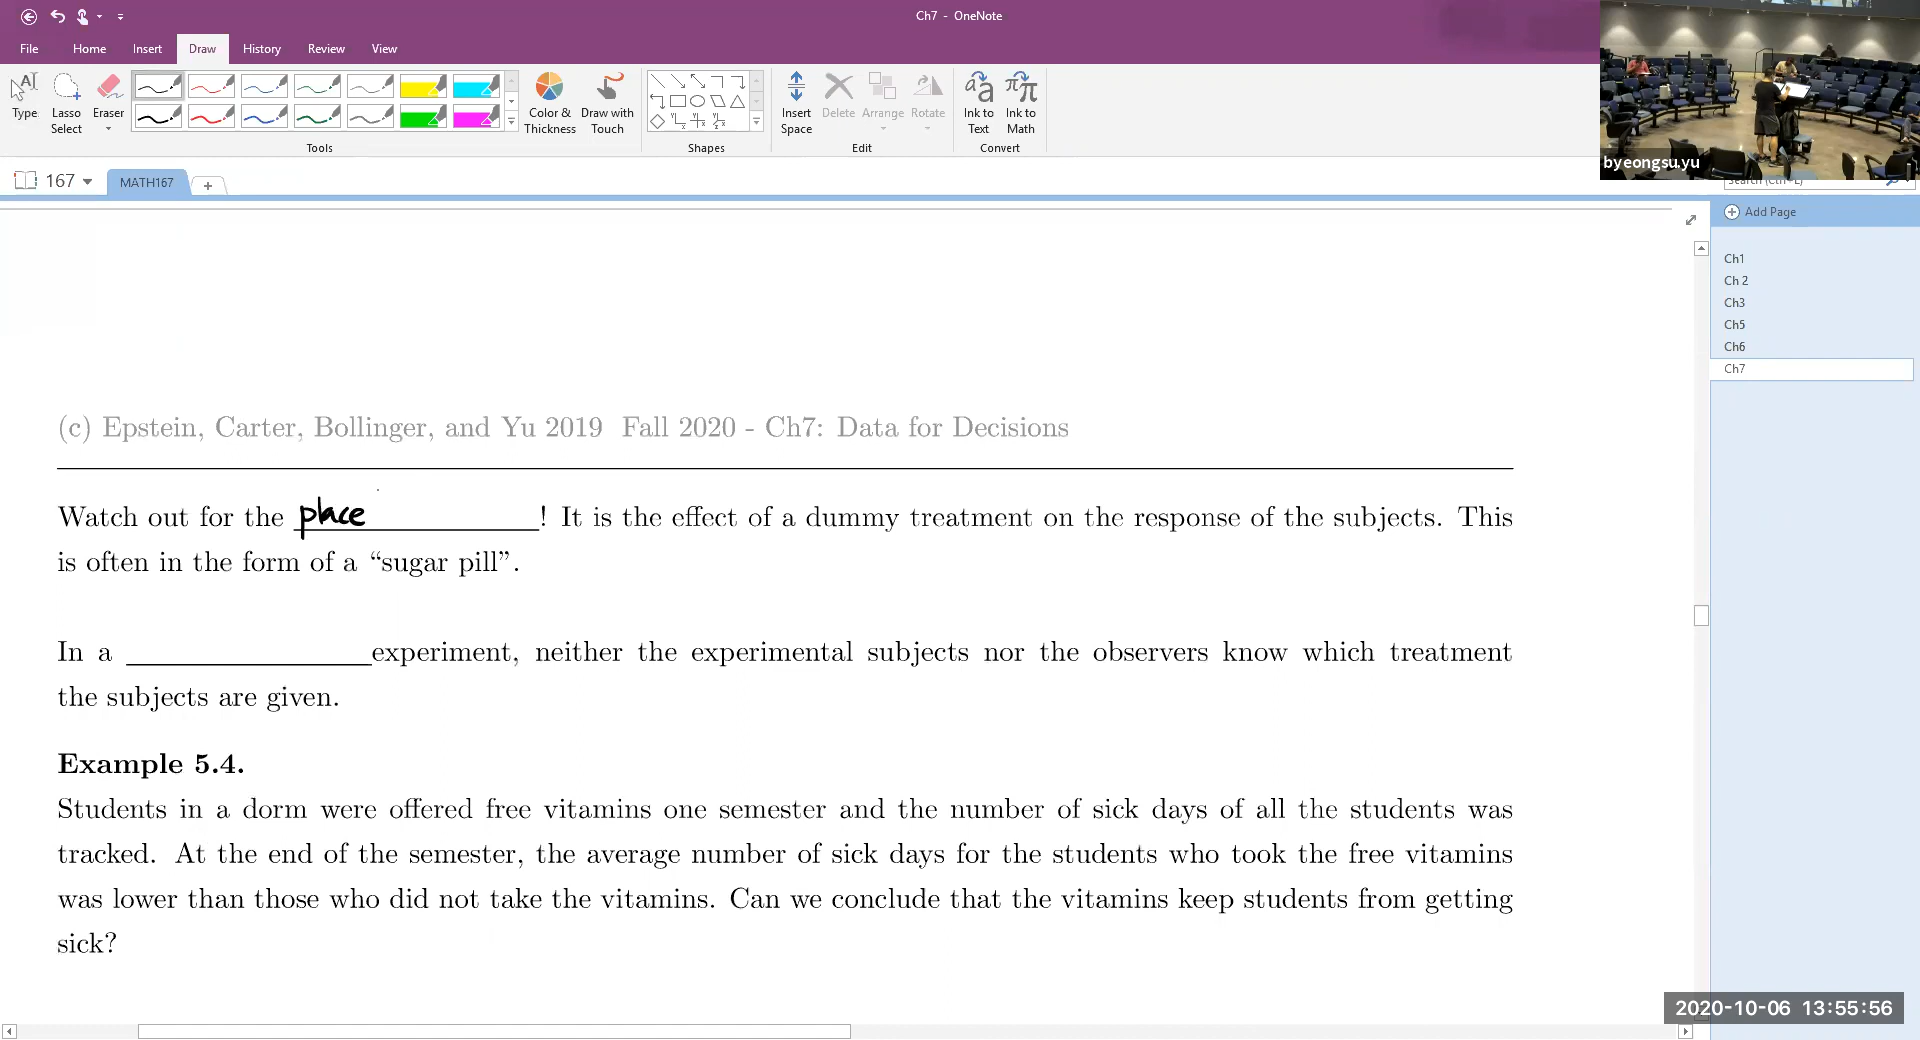 Ch7 - OneNote
File Home Insert Draw History Review View
Type Lasso Select Eraser Color & Thickness Draw with Touch Insert Space Delete Arrange Rotate Ink to Text Ink to Math
Tools Shapes Edit Convert
byeongsu.yu
167 MATH167
Search (Ctrl+E)
Add Page
Ch1
Ch 2
Ch3
Ch5
Ch6
Ch7
(c) Epstein, Carter, Bollinger, and Yu 2019 Fall 2020 - Ch7: Data for Decisions
Watch out for the place! It is the effect of a dummy treatment on the response of the subjects. This
is often in the form of a “sugar pill”.
In a experiment, neither the experimental subjects nor the observers know which treatment
the subjects are given.
Example 5.4.
Students in a dorm were offered free vitamins one semester and the number of sick days of all the students was
tracked. At the end of the semester, the average number of sick days for the students who took the free vitamins
was lower than those who did not take the vitamins. Can we conclude that the vitamins keep students from getting
sick?
2020-10-06 13:55:56